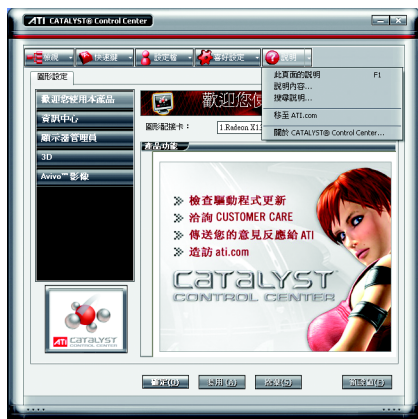 ATI CATALYST® Control Center
檢視 快速鍵 設定檔 喜好設定 說明
此頁面的說明 F1
說明內容...
搜尋說明...
移至 ATI.com
關於 CATALYST® Control Center...
圖形設定
歡迎您使用本產品
資訊中心
顯示器管理員
3D
Avivo™ 影像
歡迎您使
圖形配接卡:
1.Radeon X1
產品功能
檢查驅動程式更新
洽詢 CUSTOMER CARE
傳送您的意見反應給 ATI
造訪 ati.com
CATALYST
CONTROL CENTER
ATI CATALYST
CONTROL CENTER
確定(O) 套用(A) 預設值(E)